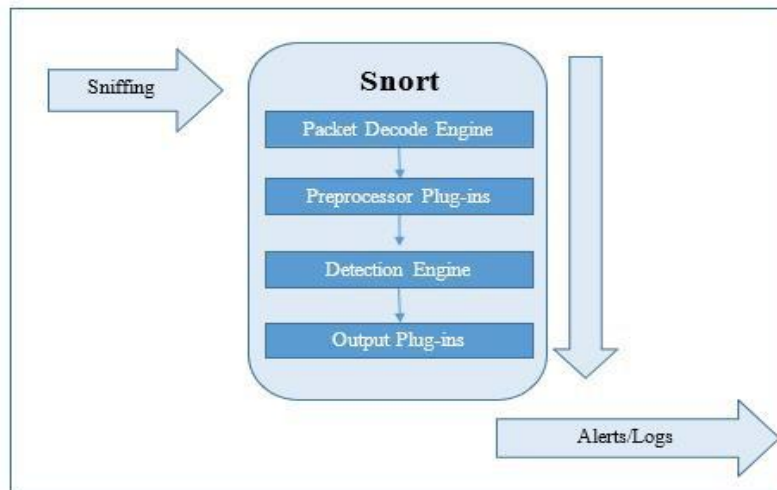 Sniffing
Snort
Packet Decode Engine
Preprocessor Plug-ins
Detection Engine
Output Plug-ins
Alerts/Logs